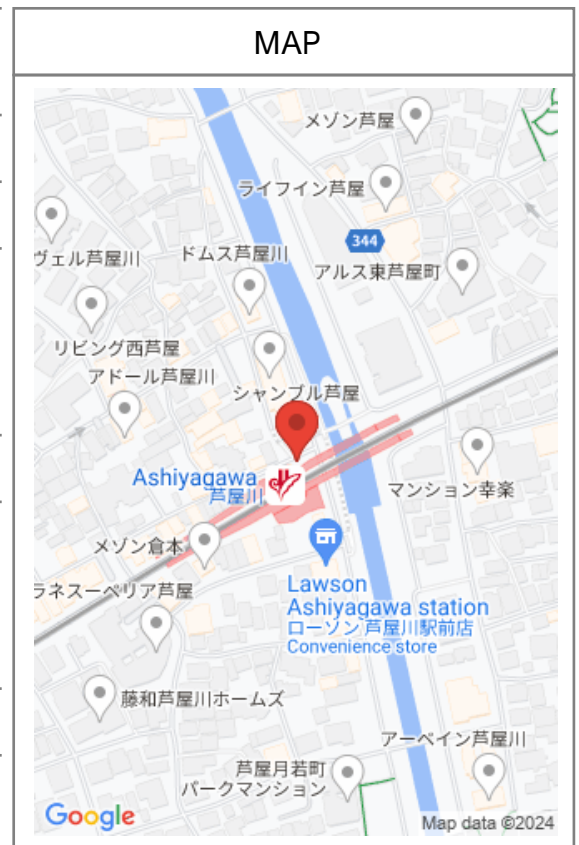 MAP
メゾン芦屋
ライフイン芦屋
344
ヴェル芦屋川
ドムス芦屋川
アルス東芦屋町
リビング西芦屋
アドール芦屋川
シャンブル芦屋
Ashiyagawa
芦屋川
マンション幸楽
メゾン倉本
Lawson
Ashiyagawa station
ローソン 芦屋川駅前店
Convenience store
ラネスーペリア芦屋
藤和芦屋川ホームズ
アーベイン芦屋川
芦屋月若町
パークマンション
Google
Map data ©2024